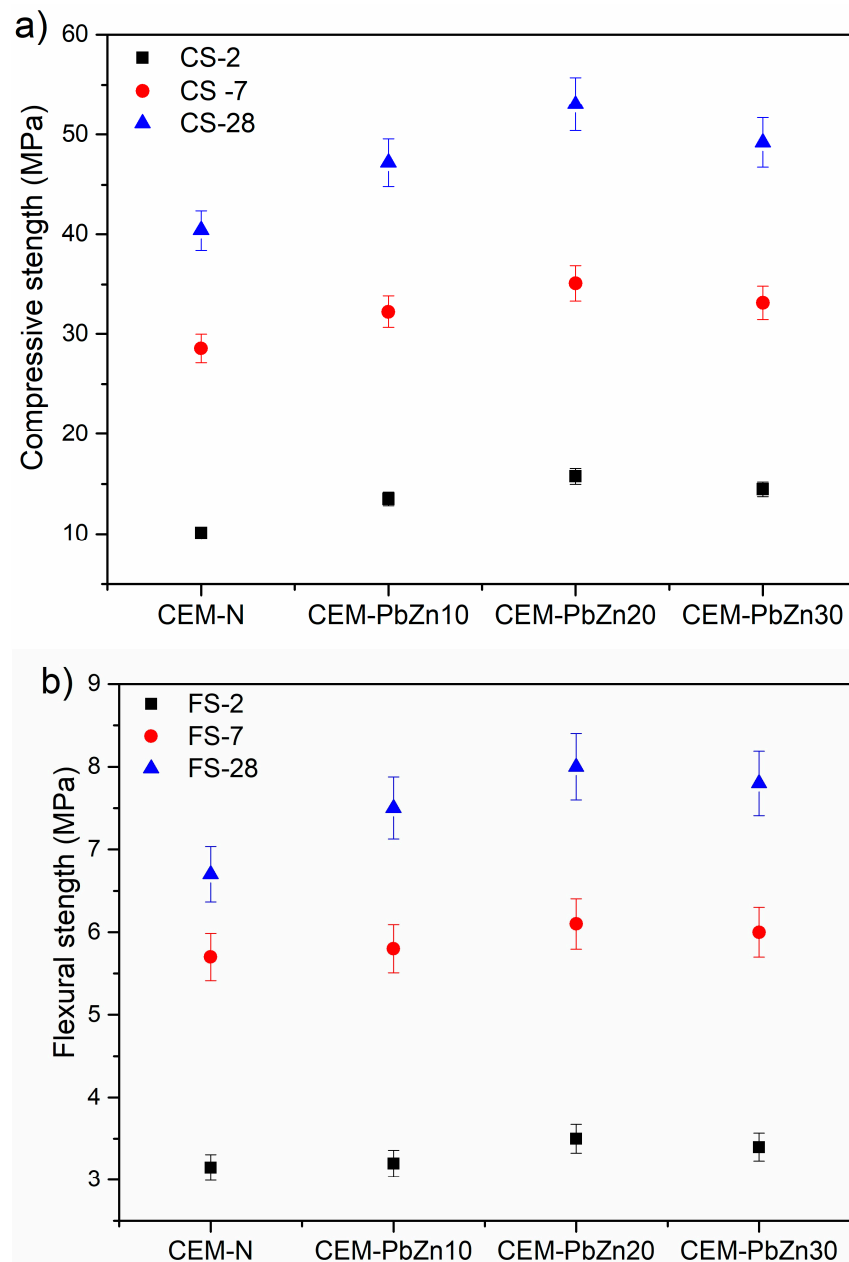 a)
60
50
40
30
20
10
Compressive stength (MPa)
CS-2
CS -7
CS-28
CEM-N CEM-PbZn10 CEM-PbZn20 CEM-PbZn30
b)
9
8
7
6
5
4
3
Flexural stength (MPa)
FS-2
FS-7
FS-28
CEM-N CEM-PbZn10 CEM-PbZn20 CEM-PbZn30